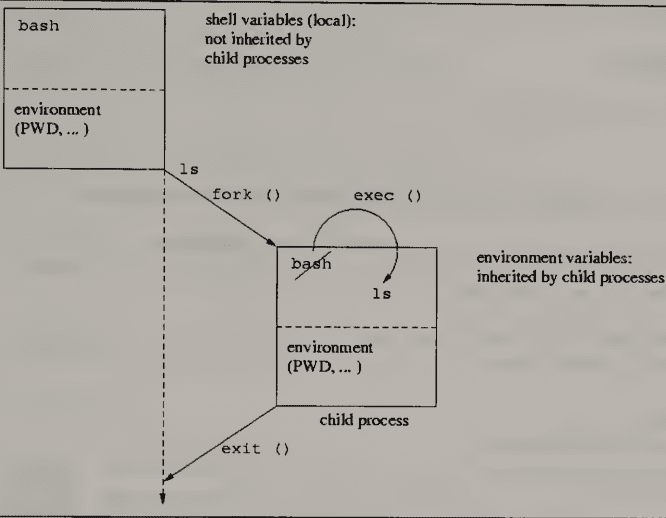 bash
shell variables (local):
not inherited by
child processes
environment
(PWD, ... )
ls
fork ()
exec ()
bash
ls
environment variables:
inherited by child processes
environment
(PWD, ... )
child process
exit ()